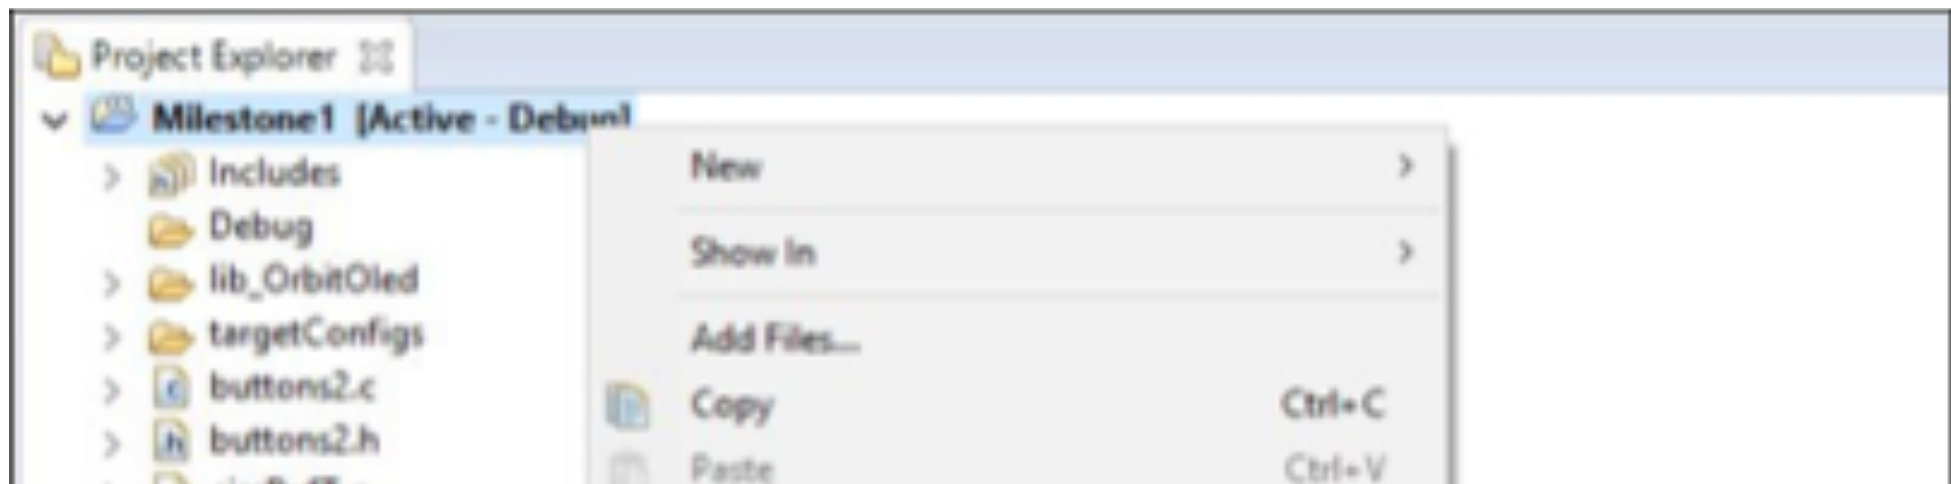 Project Explorer
Milestone1 [Active - Debug]
Includes
Debug
lib_OrbitOled
targetConfigs
buttons2.c
buttons2.h
New
Show In
Add Files...
Copy Ctrl+C
Paste Ctrl+V